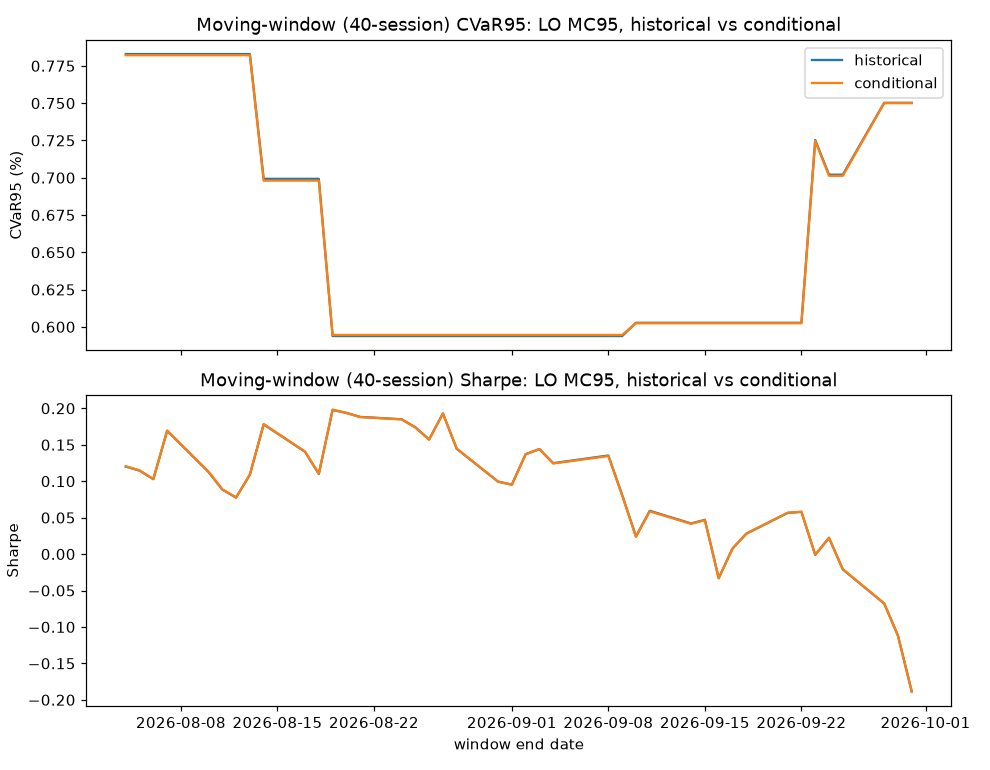 Moving-window (40-session) CVaR95: LO MC95, historical vs conditional
historical
conditional
CVaR95 (%)
0.775
0.750
0.725
0.700
0.675
0.650
0.625
0.600
Moving-window (40-session) Sharpe: LO MC95, historical vs conditional
Sharpe
0.20
0.15
0.10
0.05
0.00
−0.05
−0.10
−0.15
−0.20
2026-08-08 2026-08-15 2026-08-22 2026-09-01 2026-09-08 2026-09-15 2026-09-22 2026-10-01
window end date